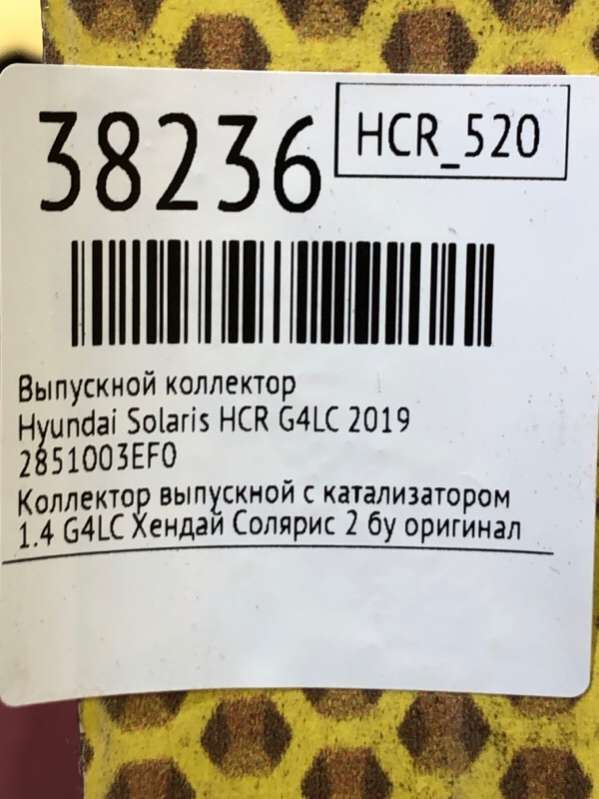 38236
HCR_520
Выпускной коллектор
Hyundai Solaris HCR G4LC 2019
2851003EF0
Коллектор выпускной с катализатором
1.4 G4LC Хендай Солярис 2 бу оригинал